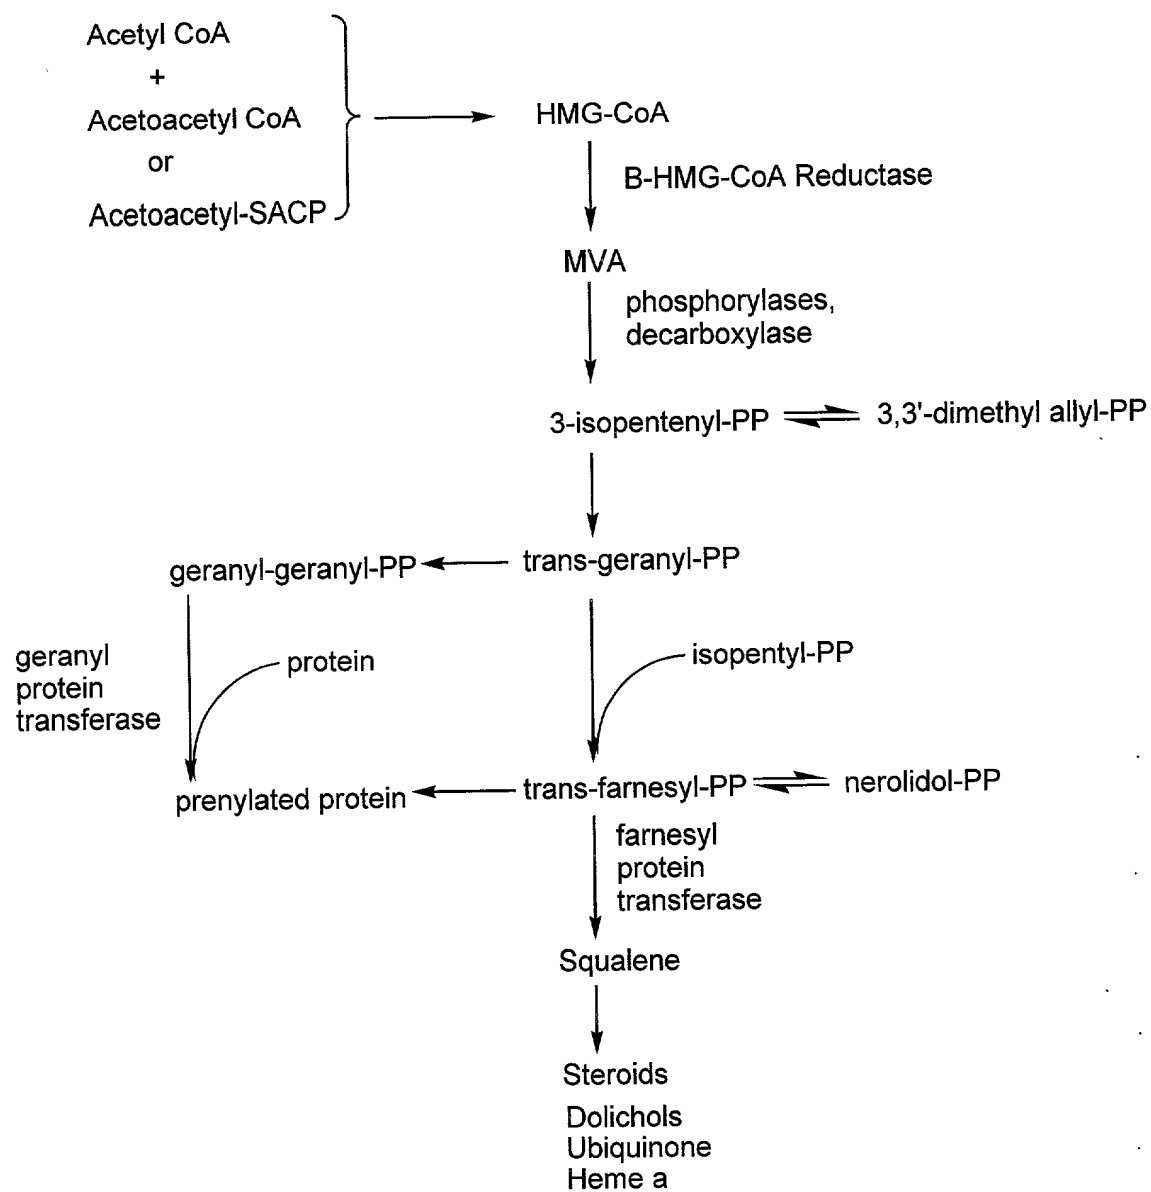 Acetyl CoA
+
Acetoacetyl CoA
or
Acetoacetyl-SACP
HMG-CoA
B-HMG-CoA Reductase
MVA
phosphorylases,
decarboxylase
3-isopentenyl-PP
3,3'-dimethyl allyl-PP
geranyl-geranyl-PP
trans-geranyl-PP
geranyl
protein
transferase
protein
isopentyl-PP
prenylated protein
trans-farnesyl-PP
nerolidol-PP
farnesyl
protein
transferase
Squalene
Steroids
Dolichols
Ubiquinone
Heme a